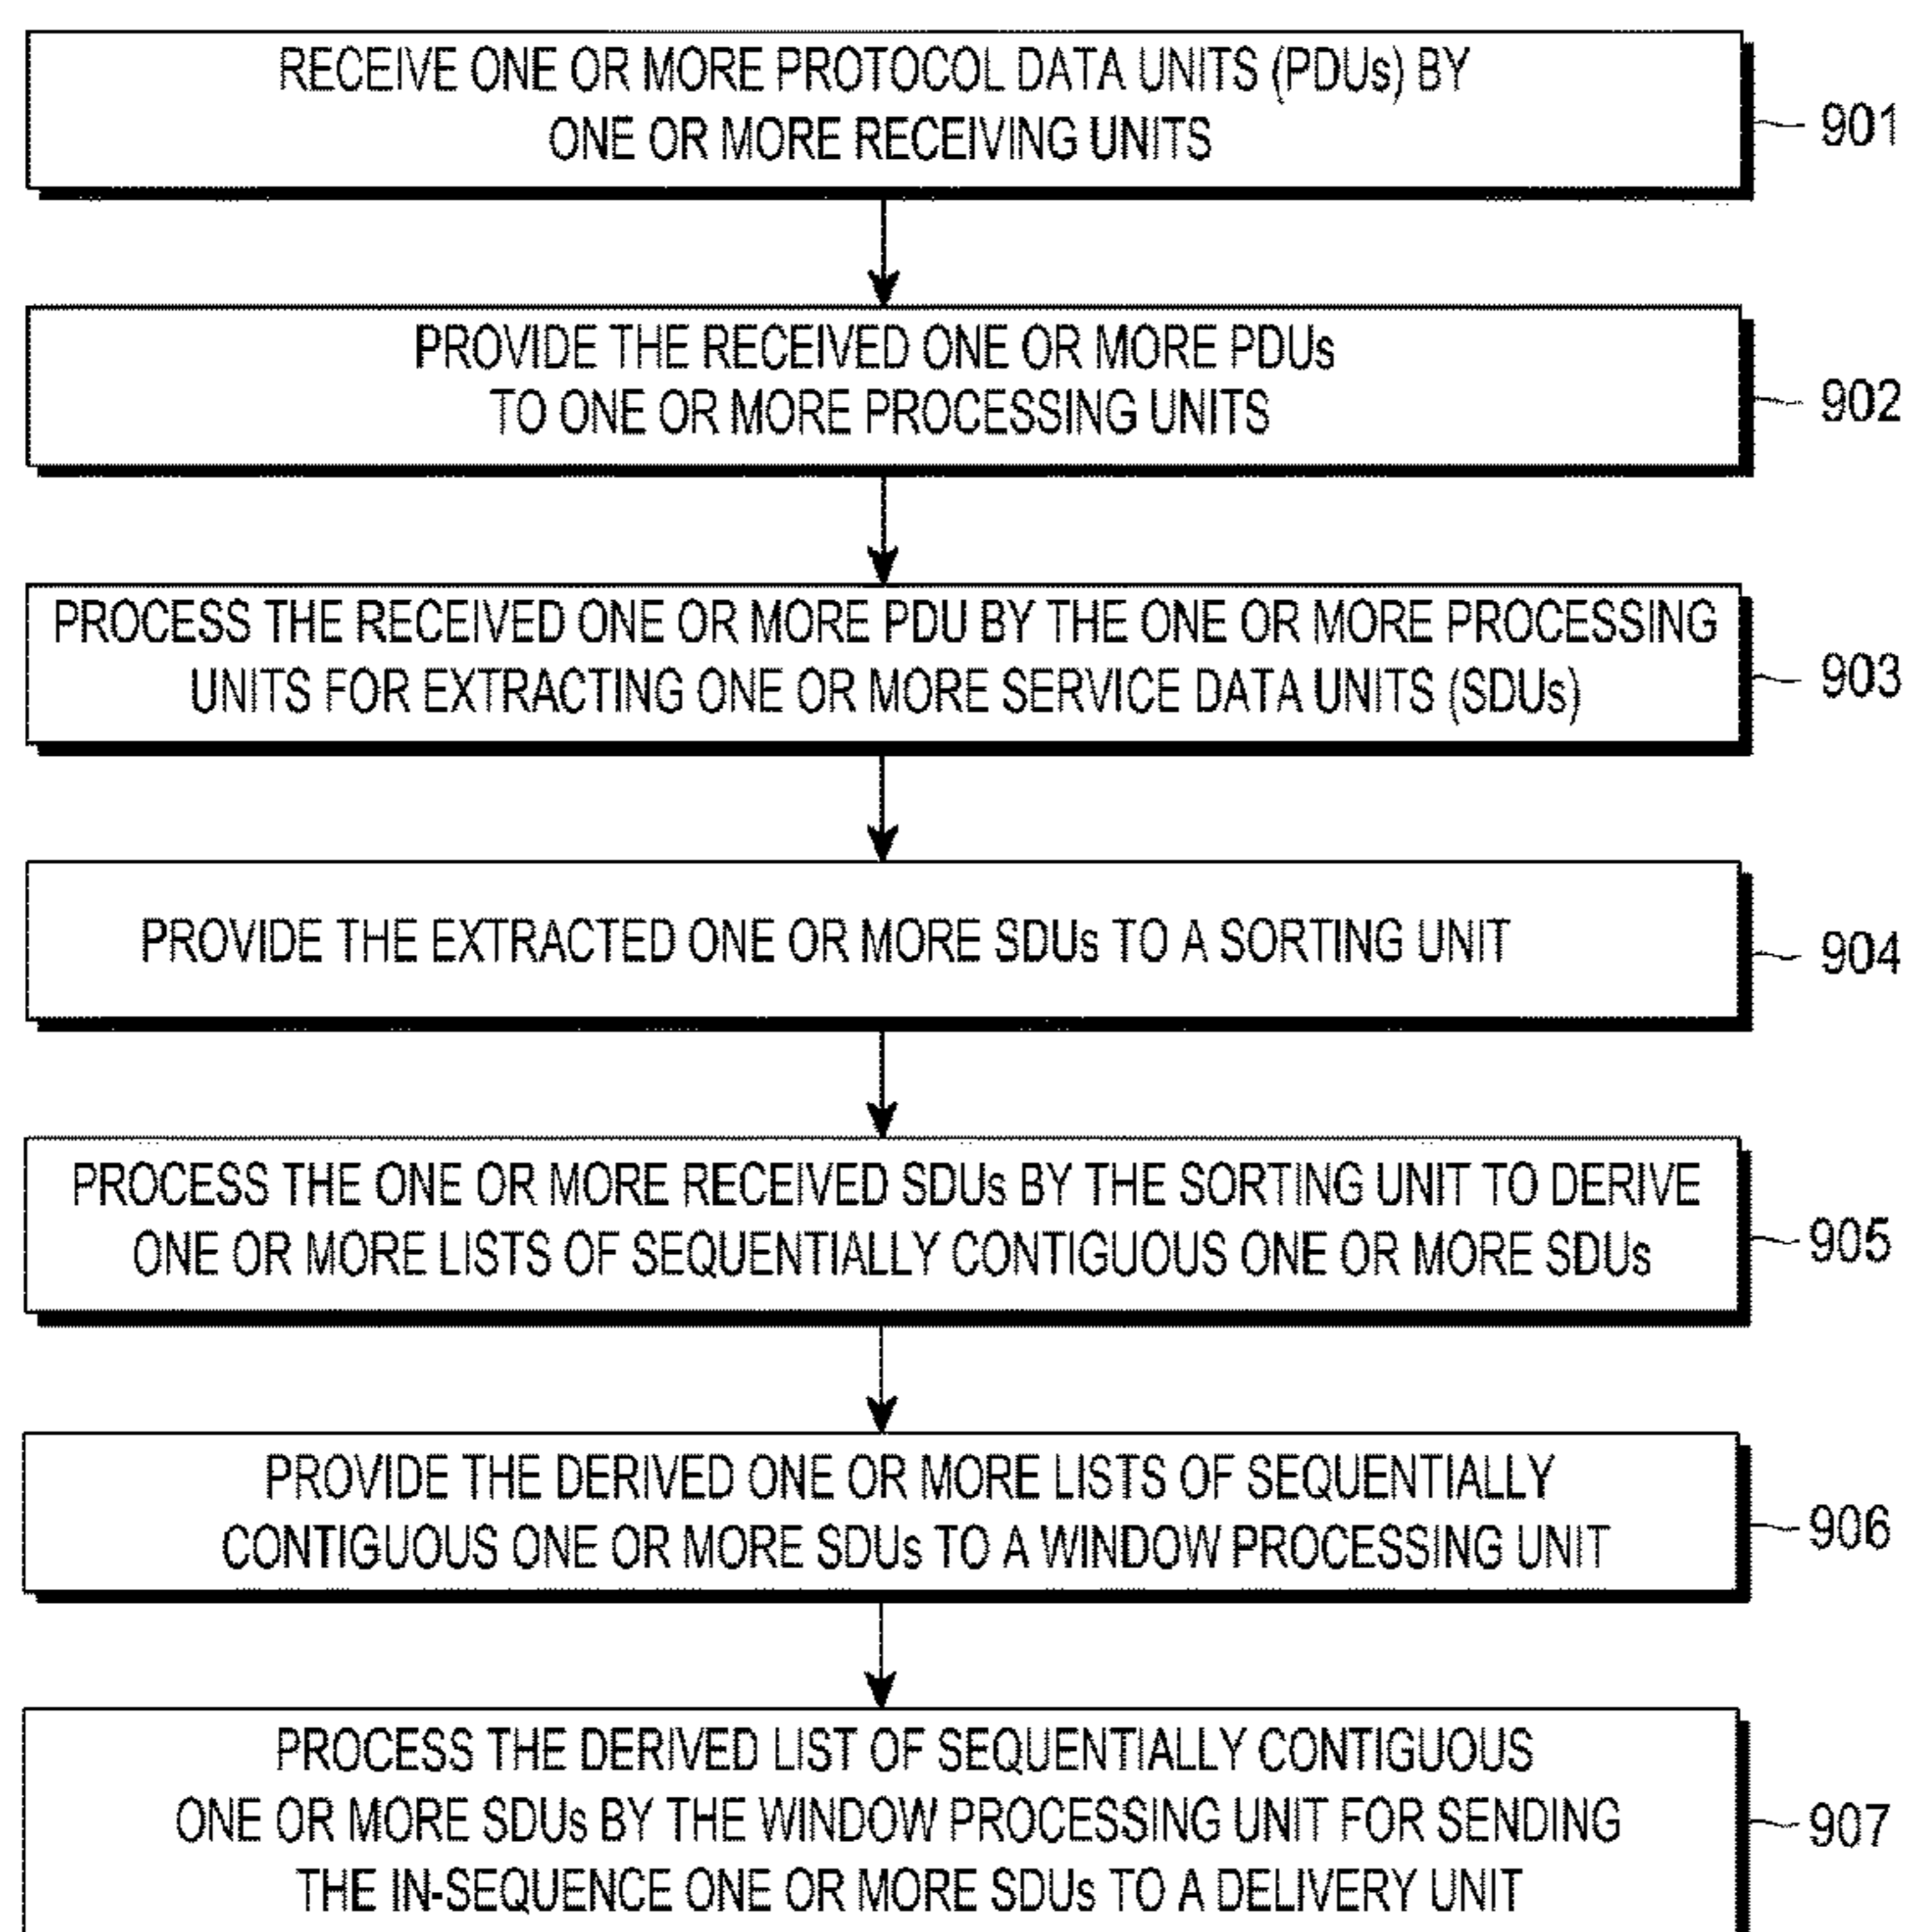 RECEIVE ONE OR MORE PROTOCOL DATA UNITS (PDUs) BY
ONE OR MORE RECEIVING UNITS
901
PROVIDE THE RECEIVED ONE OR MORE PDUs
TO ONE OR MORE PROCESSING UNITS
902
PROCESS THE RECEIVED ONE OR MORE PDU BY THE ONE OR MORE PROCESSING
UNITS FOR EXTRACTING ONE OR MORE SERVICE DATA UNITS (SDUs)
903
PROVIDE THE EXTRACTED ONE OR MORE SDUs TO A SORTING UNIT
904
PROCESS THE ONE OR MORE RECEIVED SDUs BY THE SORTING UNIT TO DERIVE
ONE OR MORE LISTS OF SEQUENTIALLY CONTIGUOUS ONE OR MORE SDUs
905
PROVIDE THE DERIVED ONE OR MORE LISTS OF SEQUENTIALLY
CONTIGUOUS ONE OR MORE SDUs TO A WINDOW PROCESSING UNIT
906
PROCESS THE DERIVED LIST OF SEQUENTIALLY CONTIGUOUS
ONE OR MORE SDUs BY THE WINDOW PROCESSING UNIT FOR SENDING
THE IN-SEQUENCE ONE OR MORE SDUs TO A DELIVERY UNIT
907